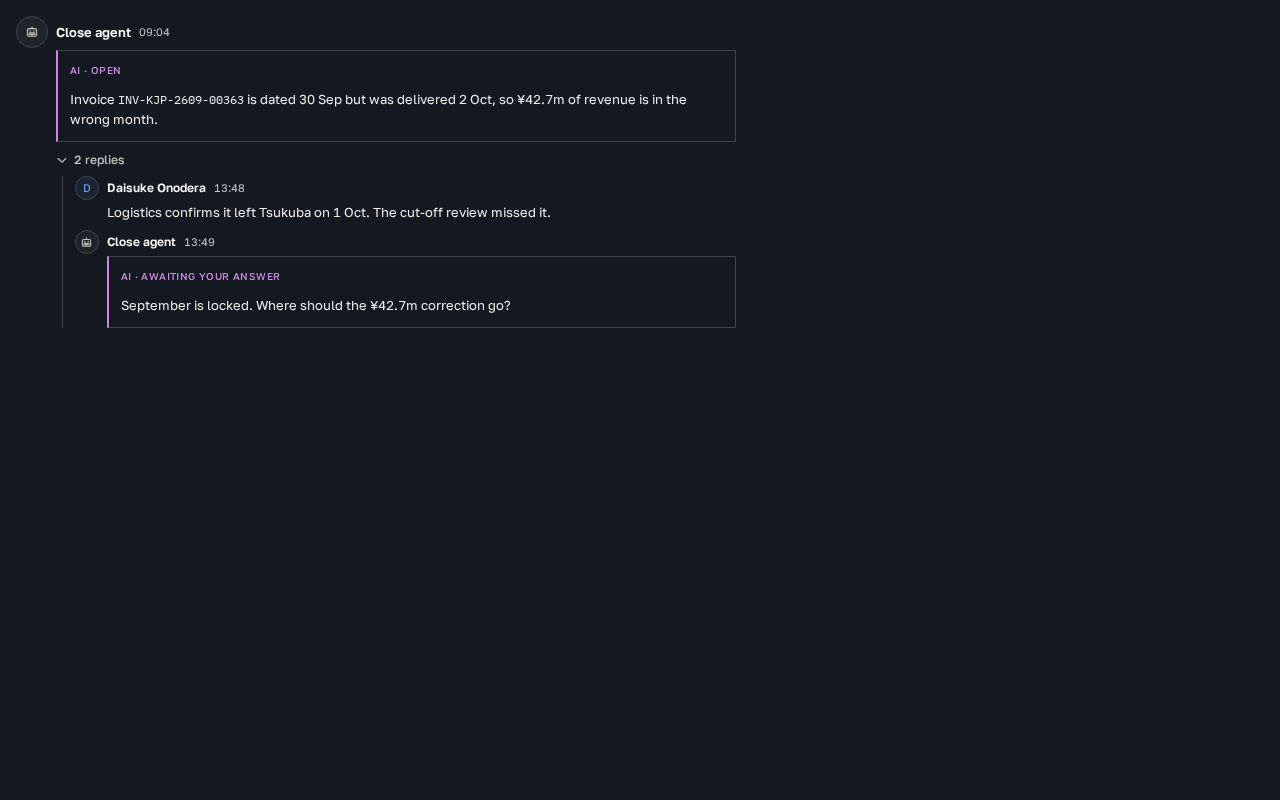 Close agent 09:04
AI · OPEN
Invoice INV-KJP-2609-00363 is dated 30 Sep but was delivered 2 Oct, so ¥42.7m of revenue is in the
wrong month.
2 replies
D Daisuke Onodera 13:48
Logistics confirms it left Tsukuba on 1 Oct. The cut-off review missed it.
Close agent 13:49
AI · AWAITING YOUR ANSWER
September is locked. Where should the ¥42.7m correction go?